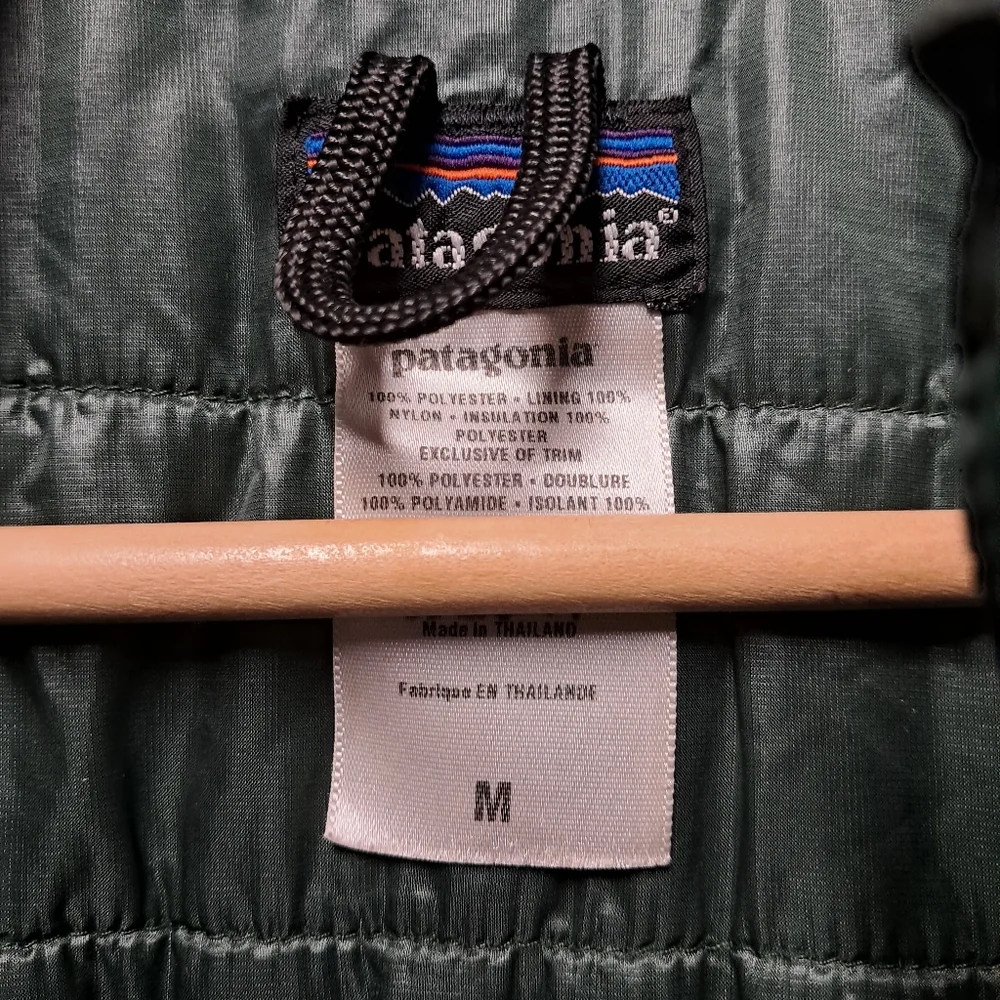 patagonia®
patagonia
100% POLYESTER • LINING 100%
NYLON • INSULATION 100%
POLYESTER
EXCLUSIVE OF TRIM
100% POLYESTER • DOUBLURE
100% POLYAMIDE • ISOLANT 100%
Made in THAILAND
Fabrique EN THAILANDE
M